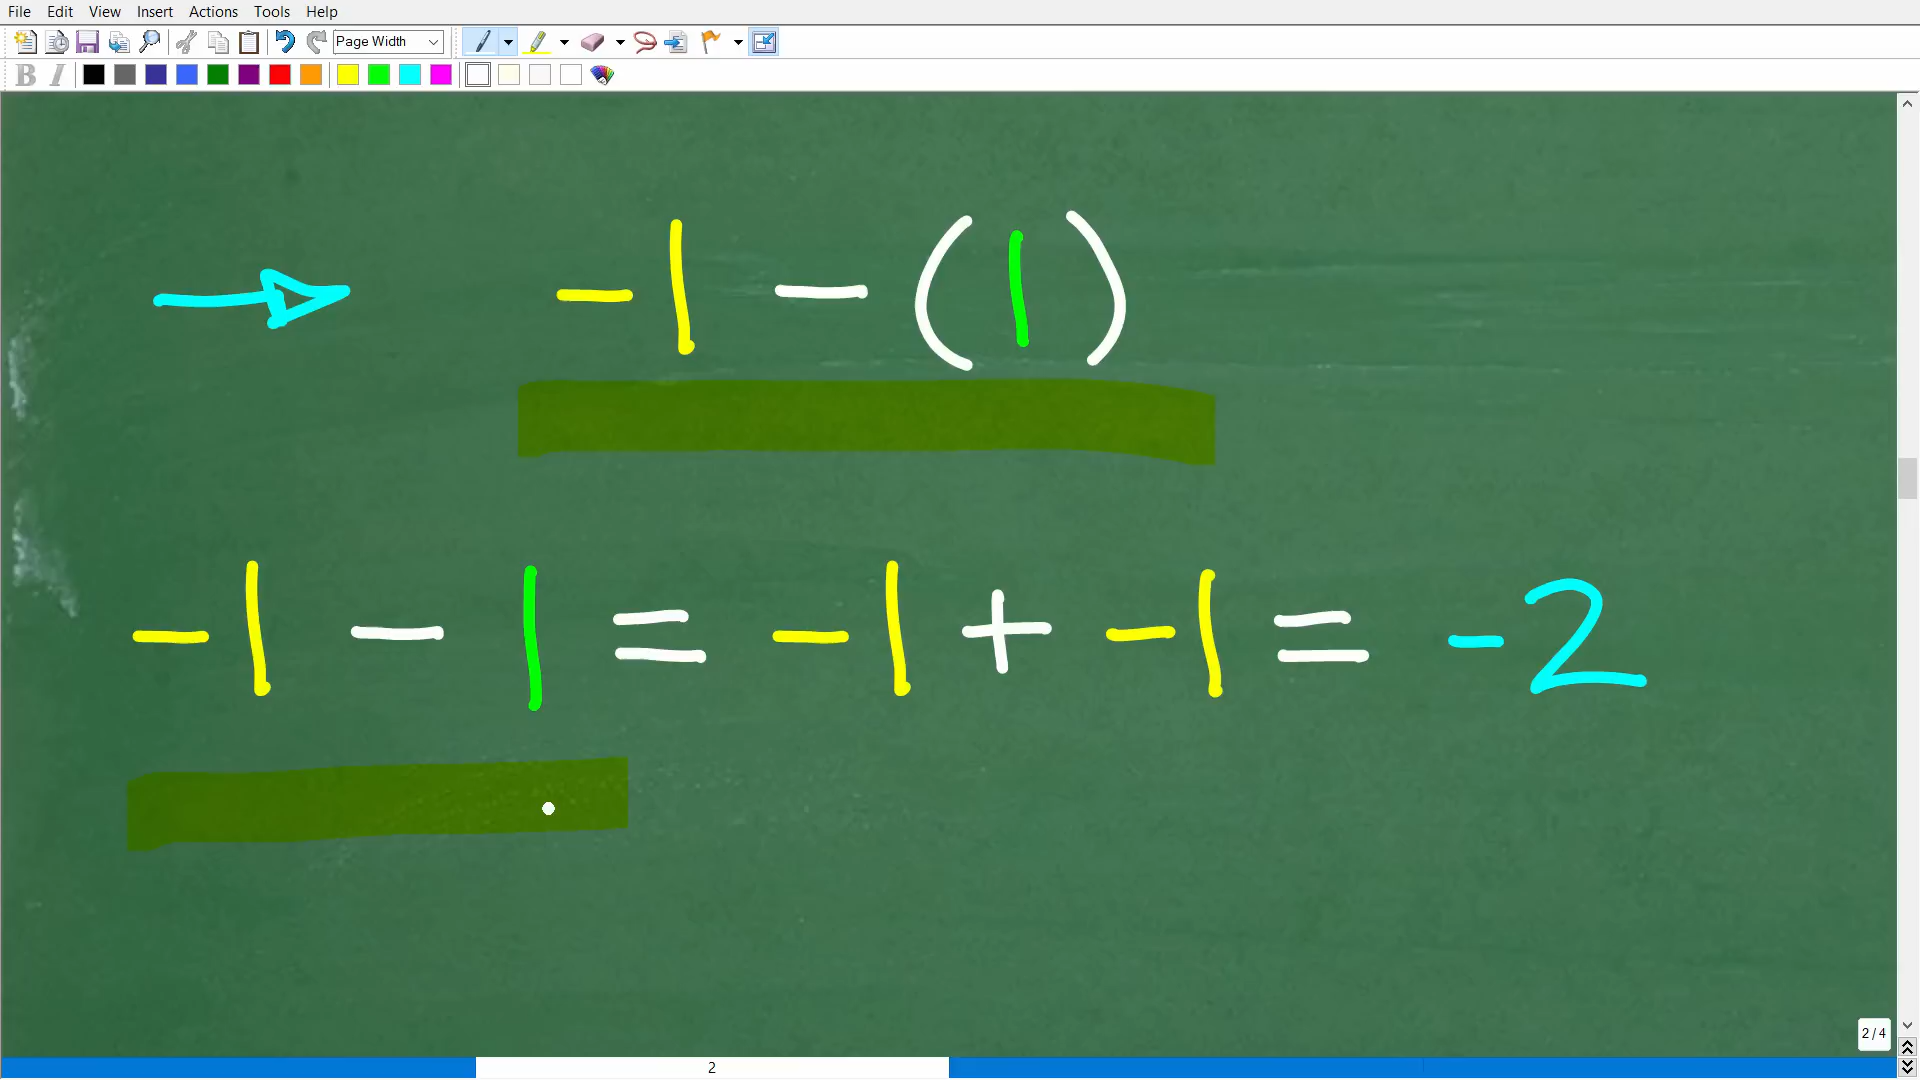 File Edit View Insert Actions Tools Help
Page Width
B I
-1 - (1)
-1 - 1 = -1 + -1 = -2
2 / 4
2